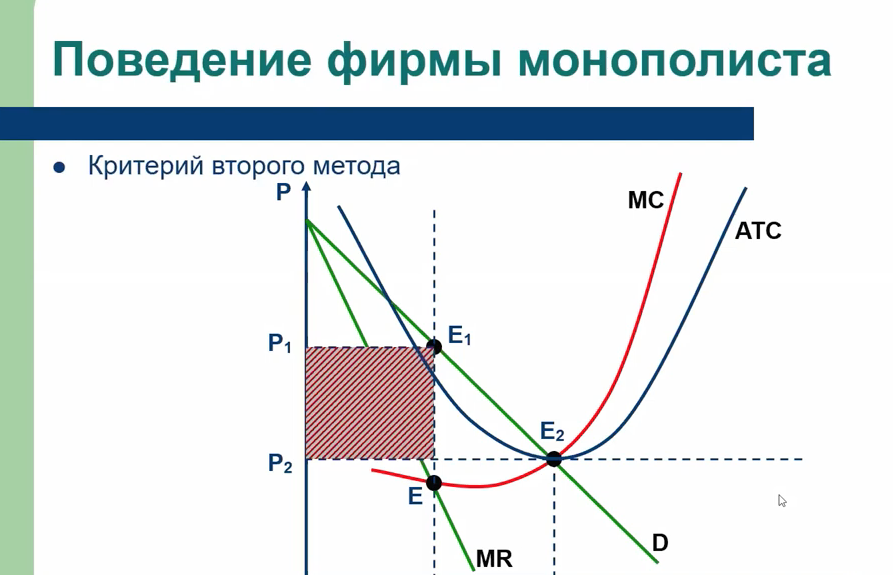 Поведение фирмы монополиста
Критерий второго метода
P
MC
ATC
P1
E1
E2
P2
E
D
MR